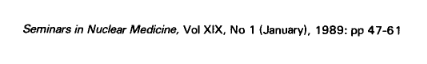 Seminars in Nuclear Medicine, Vol XIX, No 1 (January), 1989: pp 47-61